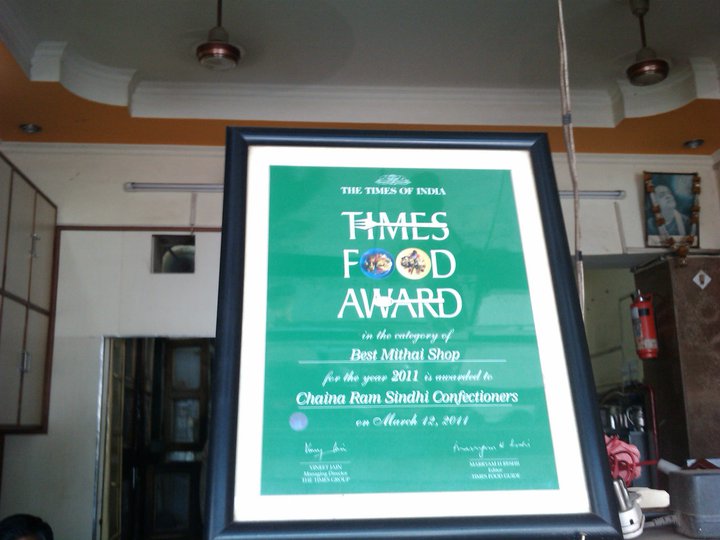 THE TIMES OF INDIA
TIMES
FOOD
AWARD
in the category of
Best Mithai Shop
for the year 2011 is awarded to
Chaina Ram Sindhi Confectioners
on March 12, 2011
VINEET JAIN
Managing Director
THE TIMES GROUP
MARRYAM H RESHII
Editor
TIMES FOOD GUIDE